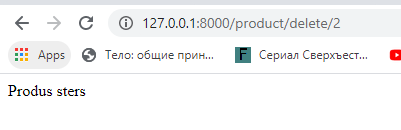 127.0.0.1:8000/product/delete/2
Apps Тело: общие прин... Сериал Сверхъест...
Produs sters